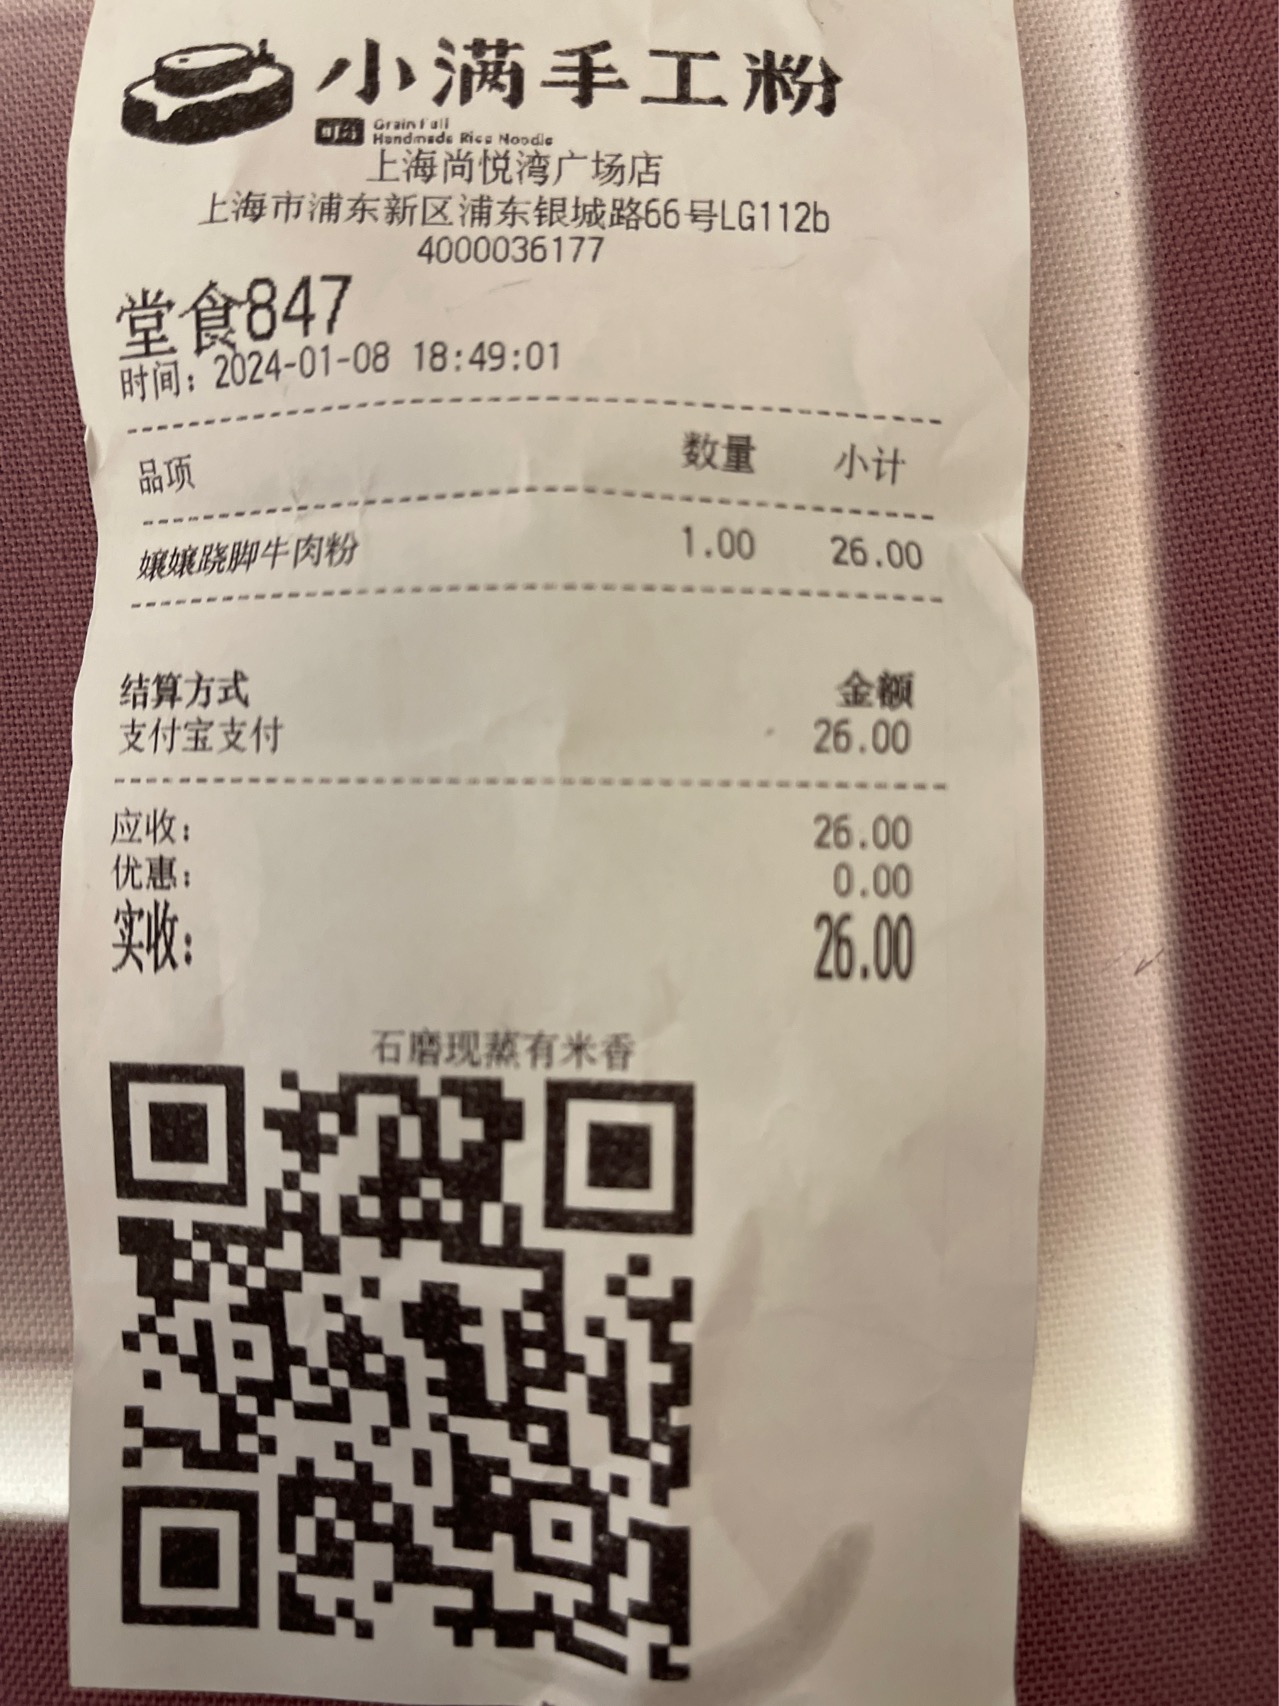 小满手工粉
Grain Full
Handmade Rice Noodle
上海尚悦湾广场店
上海市浦东新区浦东银城路66号LG112b
4000036177
堂食847
时间：2024-01-08 18:49:01
品项 数量 小计
嬢嬢跷脚牛肉粉 1.00 26.00
结算方式 金额
支付宝支付 26.00
应收： 26.00
优惠： 0.00
实收： 26.00
石磨现蒸有米香